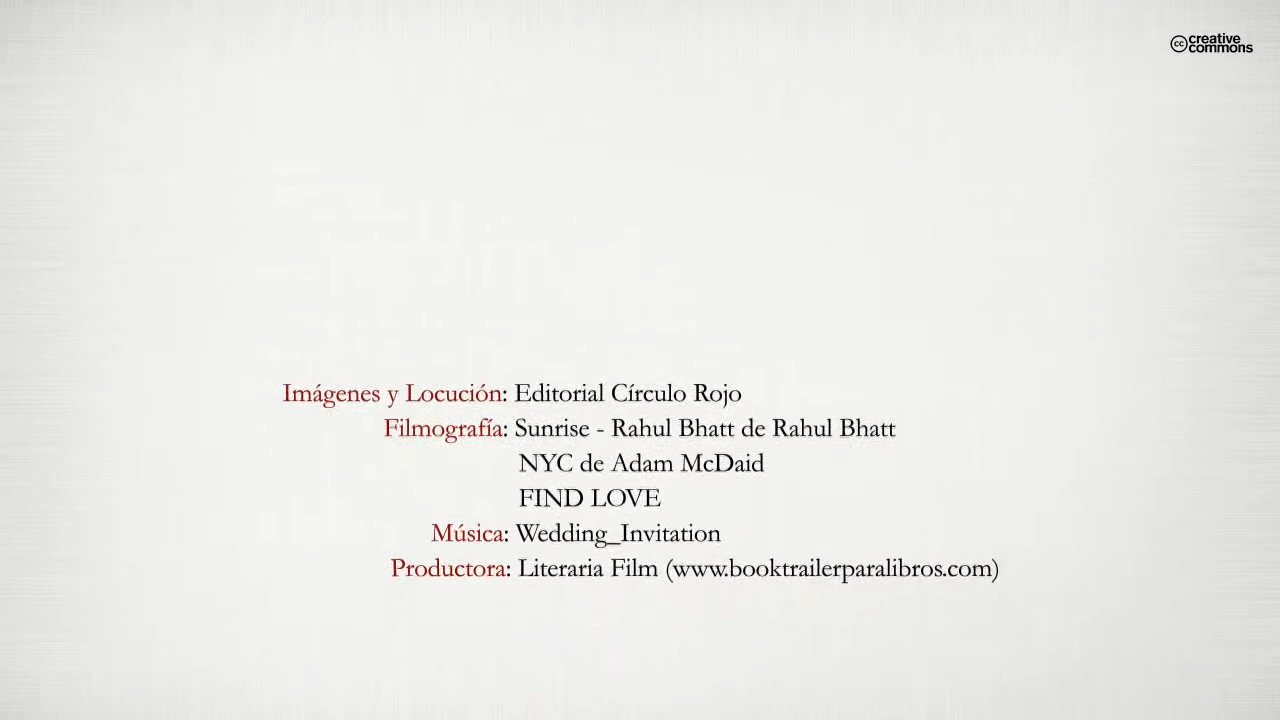 cc creative
commons
Imágenes y Locución: Editorial Círculo Rojo
Filmografía: Sunrise - Rahul Bhatt de Rahul Bhatt
NYC de Adam McDaid
FIND LOVE
Música: Wedding_Invitation
Productora: Literaria Film (www.booktrailerparalibros.com)